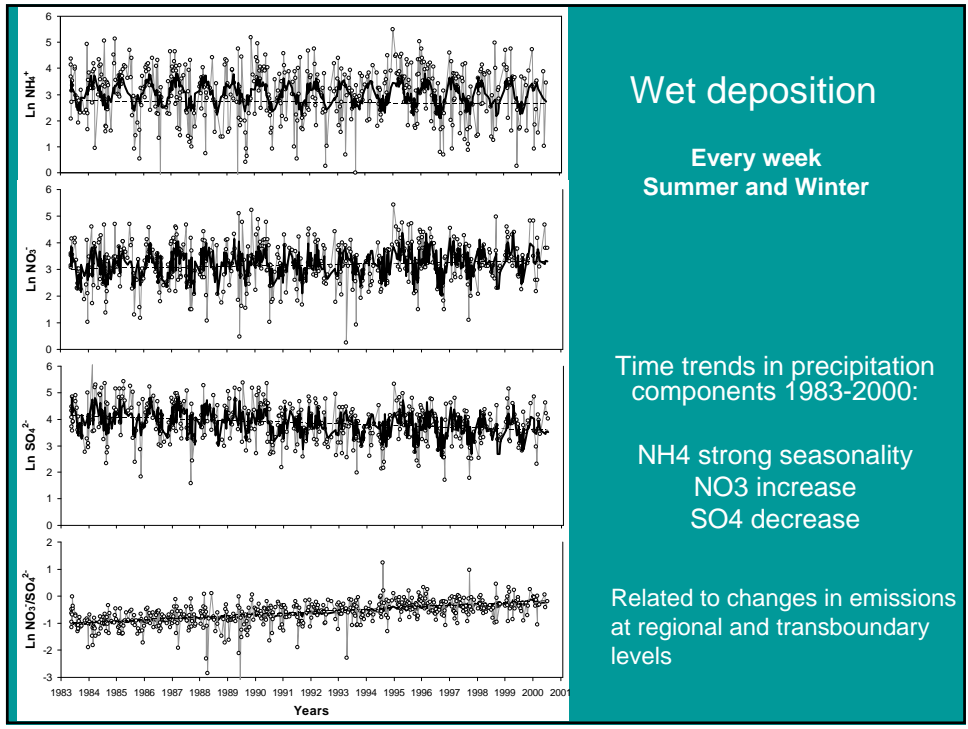 6
5
4
3
2
1
0
Ln NH₄⁺
6
5
4
3
2
1
0
Ln NO₃⁻
6
5
4
3
2
1
0
Ln SO₄²⁻
2
1
0
-1
-2
-3
Ln NO₃⁻/SO₄²⁻
1983 1984 1985 1986 1987 1988 1989 1990 1991 1992 1993 1994 1995 1996 1997 1998 1999 2000 2001
Years
Wet deposition
Every week
Summer and Winter
Time trends in precipitation
components 1983-2000:
NH4 strong seasonality
NO3 increase
SO4 decrease
Related to changes in emissions
at regional and transboundary
levels